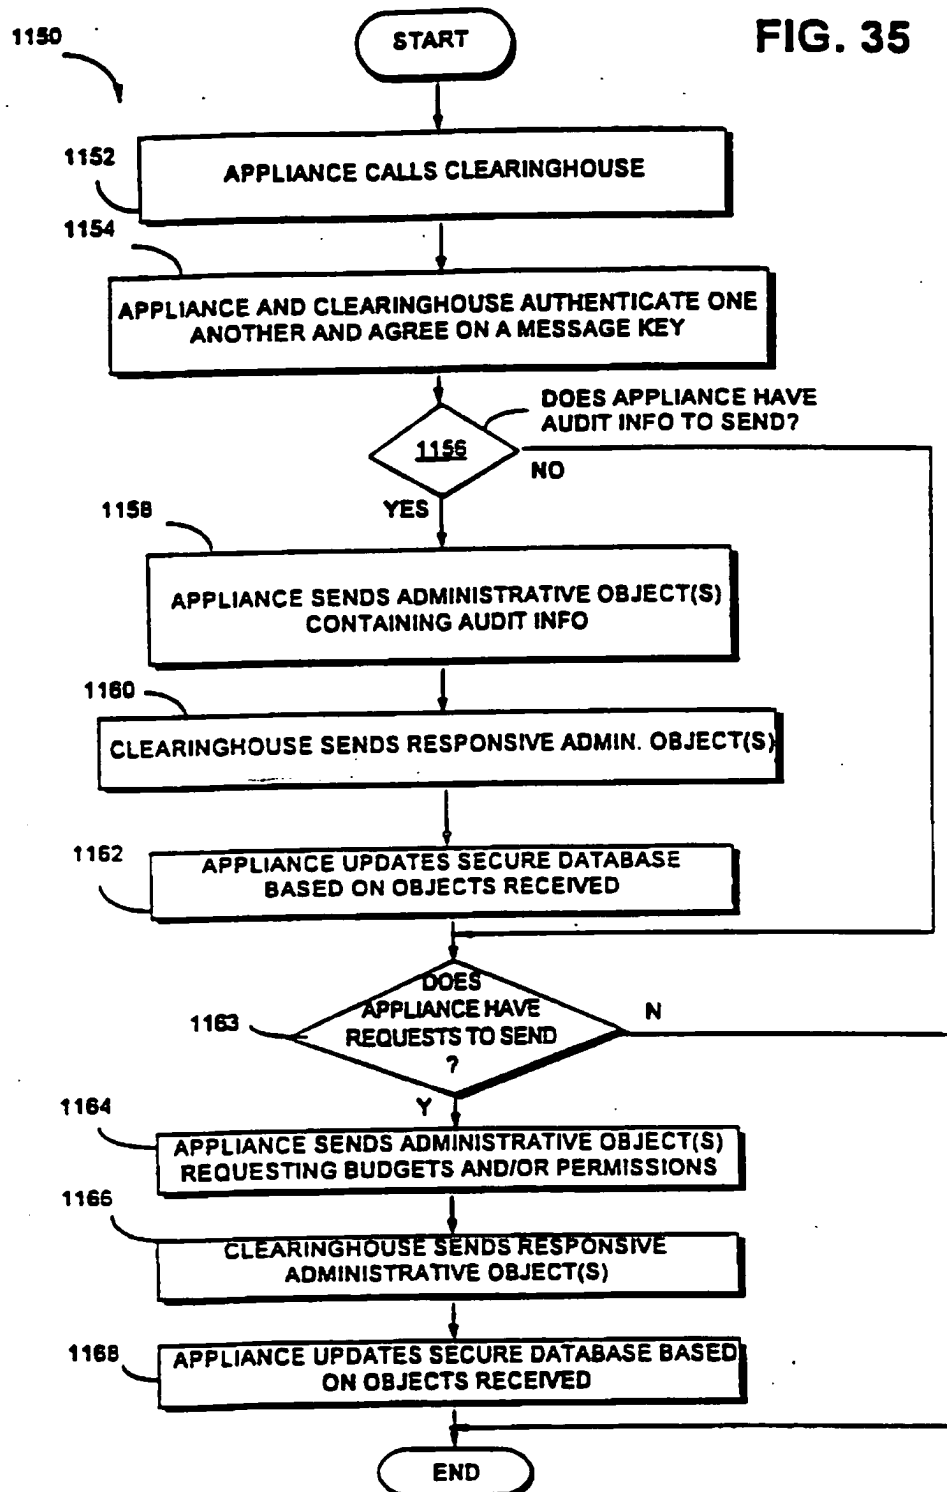 FIG. 35
1150
START
1152
APPLIANCE CALLS CLEARINGHOUSE
1154
APPLIANCE AND CLEARINGHOUSE AUTHENTICATE ONE
ANOTHER AND AGREE ON A MESSAGE KEY
DOES APPLIANCE HAVE
AUDIT INFO TO SEND?
1156
NO
YES
1158
APPLIANCE SENDS ADMINISTRATIVE OBJECT(S)
CONTAINING AUDIT INFO
1160
CLEARINGHOUSE SENDS RESPONSIVE ADMIN. OBJECT(S)
1162
APPLIANCE UPDATES SECURE DATABASE
BASED ON OBJECTS RECEIVED
DOES
APPLIANCE HAVE
REQUESTS TO SEND
?
1163
N
Y
1164
APPLIANCE SENDS ADMINISTRATIVE OBJECT(S)
REQUESTING BUDGETS AND/OR PERMISSIONS
1166
CLEARINGHOUSE SENDS RESPONSIVE
ADMINISTRATIVE OBJECT(S)
1168
APPLIANCE UPDATES SECURE DATABASE BASED
ON OBJECTS RECEIVED
END